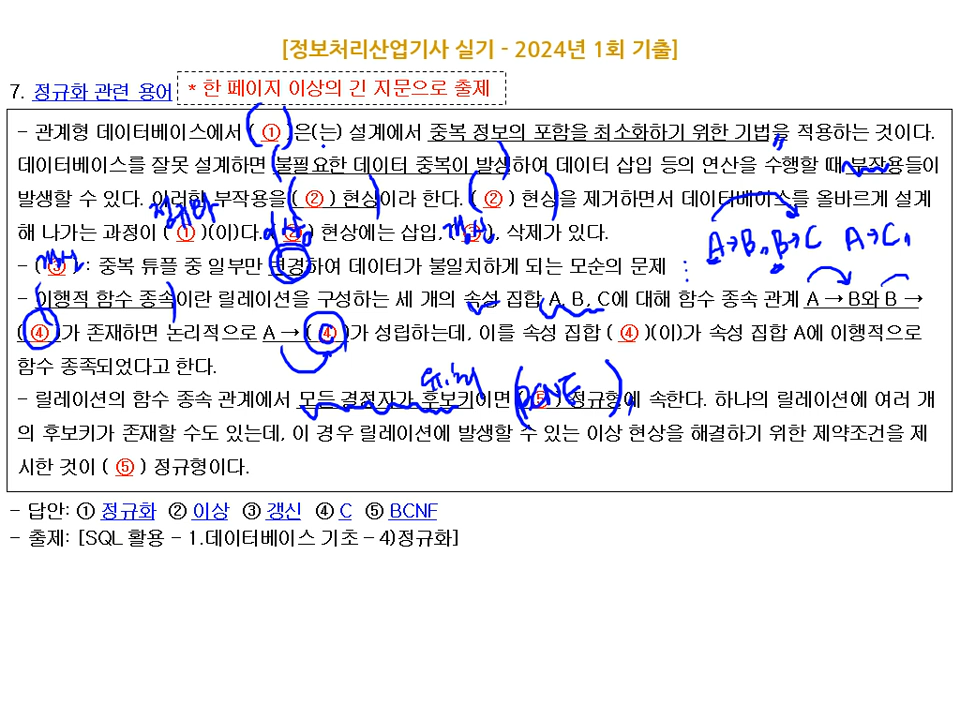 [정보처리산업기사 실기 - 2024년 1회 기출]
7. 정규화 관련 용어 * 한 페이지 이상의 긴 지문으로 출제
- 관계형 데이터베이스에서 ( ① )은(는) 설계에서 중복 정보의 포함을 최소화하기 위한 기법을 적용하는 것이다.
데이터베이스를 잘못 설계하면 불필요한 데이터 중복이 발생하여 데이터 삽입 등의 연산을 수행할 때 부작용들이
발생할 수 있다. 이러한 부작용을 ( ② ) 현상이라 한다. ( ② ) 현상을 제거하면서 데이터베이스를 올바르게 설계
해 나가는 과정이 ( ① )(이)다. ( ② ) 현상에는 삽입, ( ③ ), 삭제가 있다.
정규화 이상 갱신 A→B, B→C A→C,
- ( ③ ) : 중복 튜플 중 일부만 변경하여 데이터가 불일치하게 되는 모순의 문제
갱신
- 이행적 함수 종속이란 릴레이션을 구성하는 세 개의 속성 집합 A, B, C에 대해 함수 종속 관계 A → B와 B →
( ④ )가 존재하면 논리적으로 A → ( ④ )가 성립하는데, 이를 속성 집합 ( ④ )(이)가 속성 집합 A에 이행적으로
C
함수 종족되었다고 한다.
- 릴레이션의 함수 종속 관계에서 모든 결정자가 후보키이면 ( ⑤ ) 정규형에 속한다. 하나의 릴레이션에 여러 개
BCNF
의 후보키가 존재할 수도 있는데, 이 경우 릴레이션에 발생할 수 있는 이상 현상을 해결하기 위한 제약조건을 제
시한 것이 ( ⑤ ) 정규형이다.
- 답안: ① 정규화 ② 이상 ③ 갱신 ④ C ⑤ BCNF
- 출제: [SQL 활용 - 1.데이터베이스 기초 - 4)정규화]